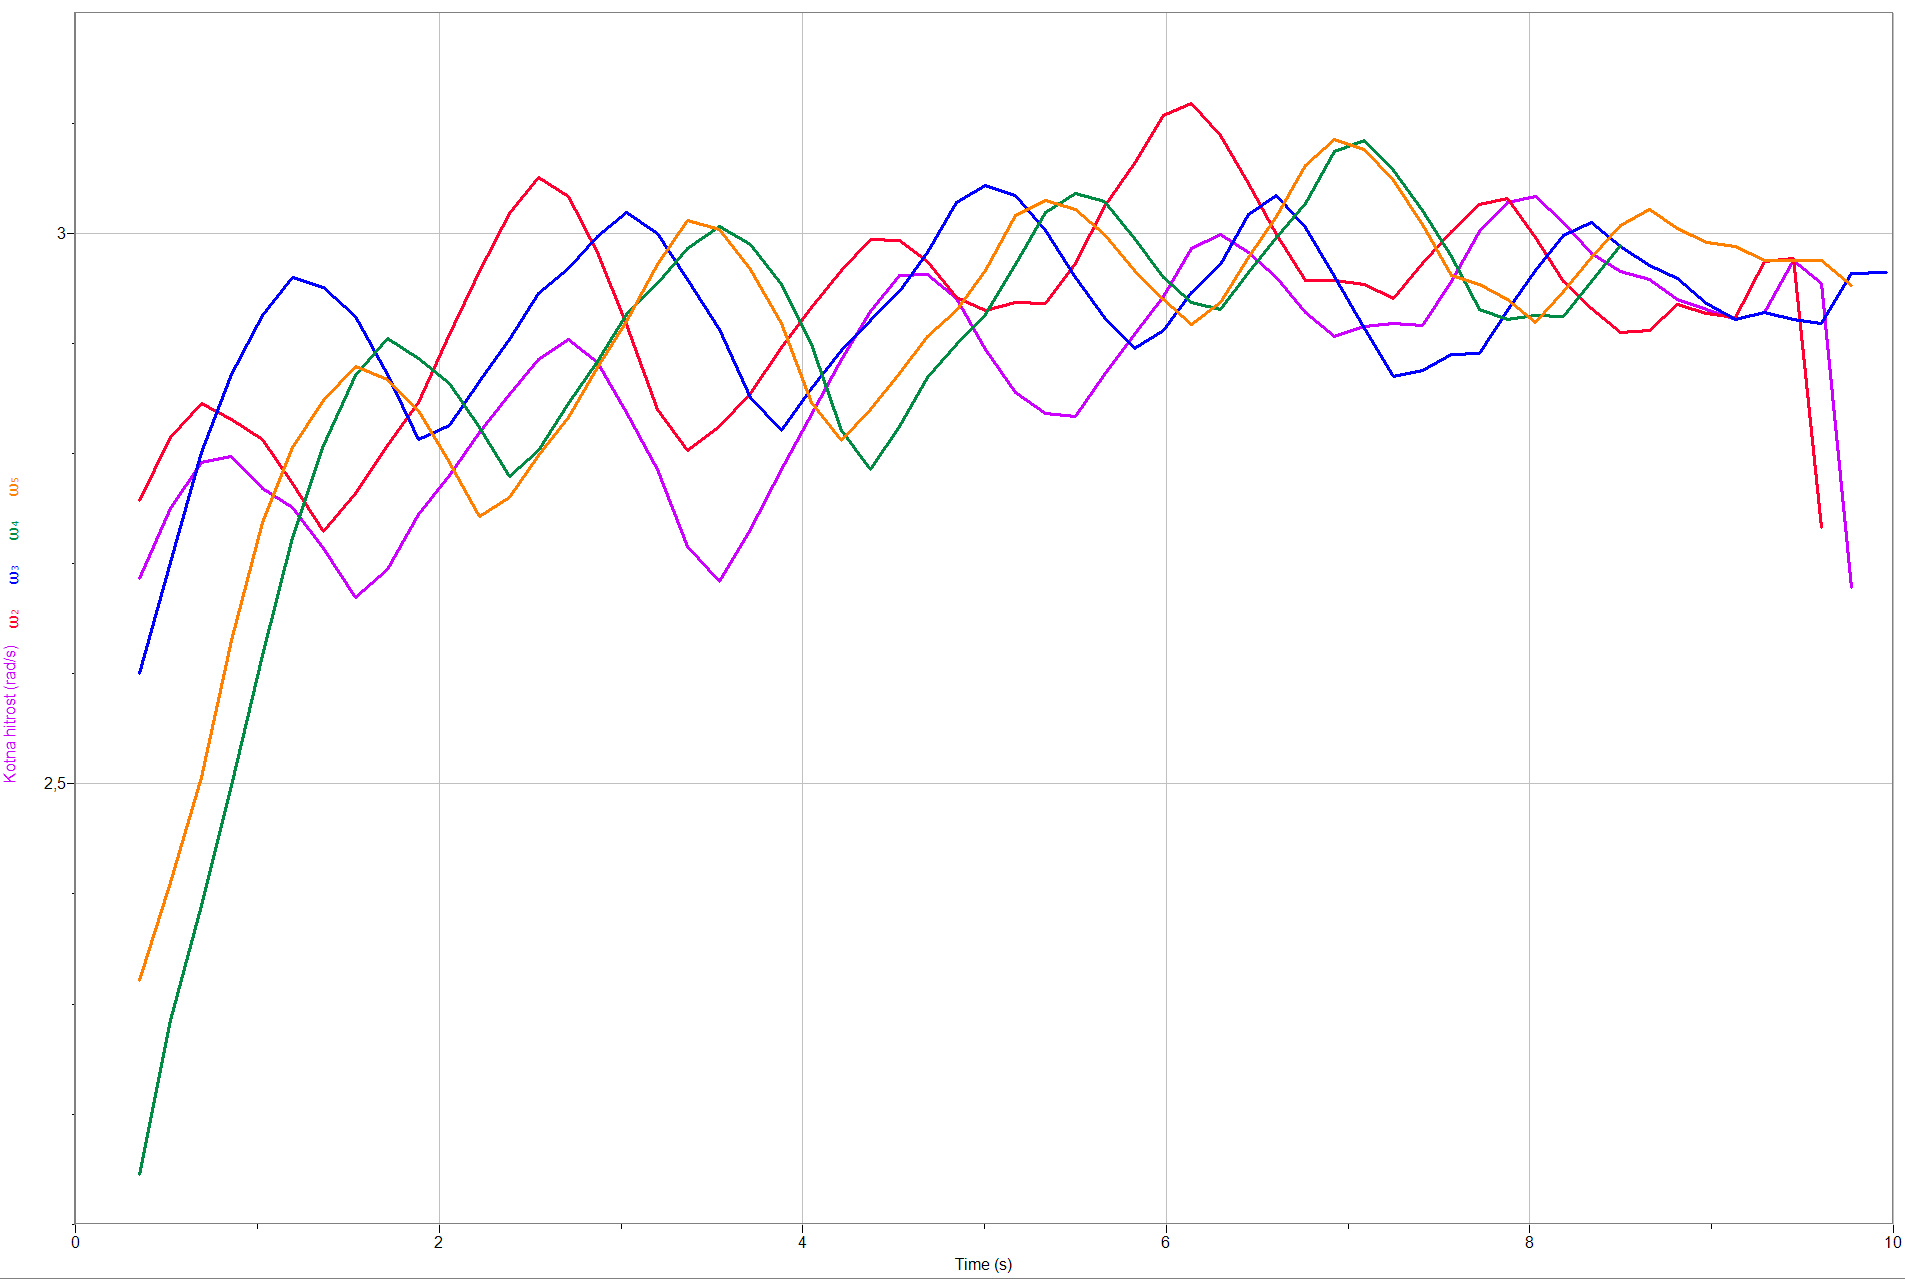 3
2,5
Kotna hitrost (rad/s) ω₂ ω₃ ω₄ ω₅
0 2 4 6 8 10
Time (s)